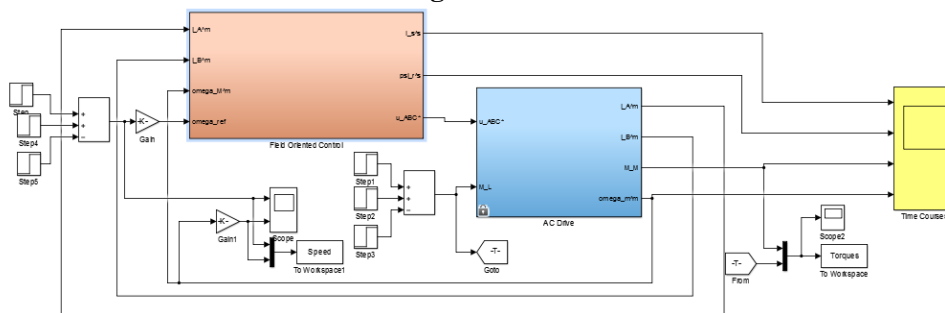 I_A^m
I_B^m
omega_M^m
omega_ref
I_s^s
psi_r^s
u_ABC*
Field Oriented Control
Step
Step4
Step5
+
+
−
-K-
Gain
Step1
Step2
Step3
+
+
−
u_ABC*
M_L
I_A^m
I_B^m
M_M
omega_m^m
AC Drive
Time Courses
-K-
Gain1
Scope
Speed
To Workspace1
-T-
Goto
-T-
From
Scope2
Torques
To Workspace